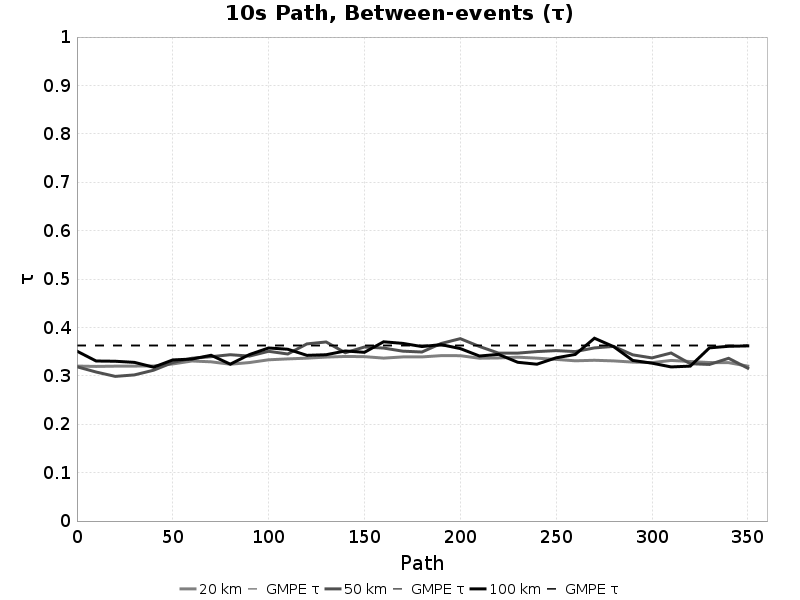 10s Path, Between-events (τ)
1
0.9
0.8
0.7
0.6
0.5
0.4
0.3
0.2
0.1
0
τ
0 50 100 150 200 250 300 350
Path
20 km GMPE τ 50 km GMPE τ 100 km GMPE τ